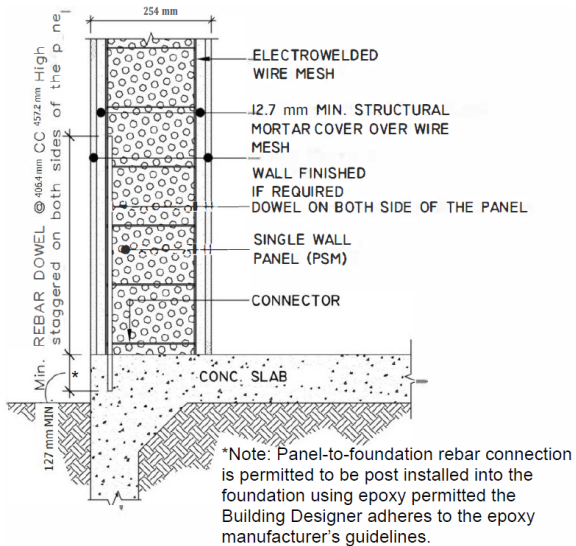 254 mm
ELECTROWELDED
WIRE MESH
12.7 mm MIN. STRUCTURAL
MORTAR COVER OVER WIRE
MESH
WALL FINISHED
IF REQUIRED
DOWEL ON BOTH SIDE OF THE PANEL
SINGLE WALL
PANEL (PSM)
CONNECTOR
CONC. SLAB
Min. REBAR DOWEL @ 406.4 mm CC 457.2 mm High
staggered on both sides of the p_nel
*
127 mm MIN
*Note: Panel-to-foundation rebar connection
is permitted to be post installed into the
foundation using epoxy permitted the
Building Designer adheres to the epoxy
manufacturer's guidelines.